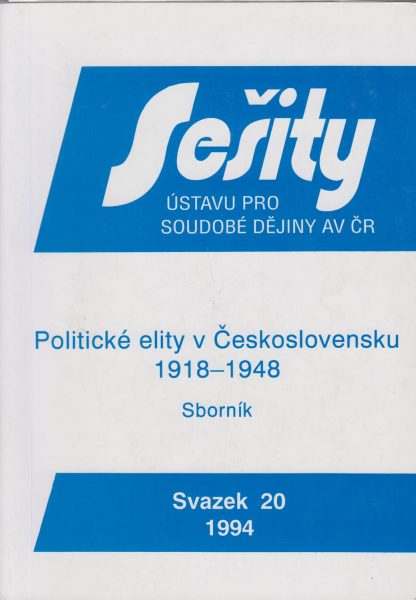 Sešity
ÚSTAVU PRO
SOUDOBÉ DĚJINY AV ČR
Politické elity v Československu
1918–1948
Sborník
Svazek 20
1994